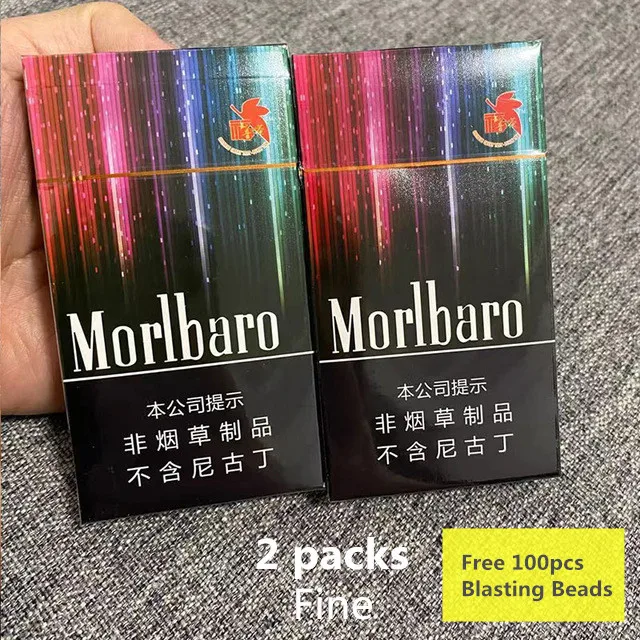 Morlbaro
本公司提示
非烟草制品
不含尼古丁
Morlbaro
本公司提示
非烟草制品
不含尼古丁
2 packs
Fine
Free 100pcs
Blasting Beads